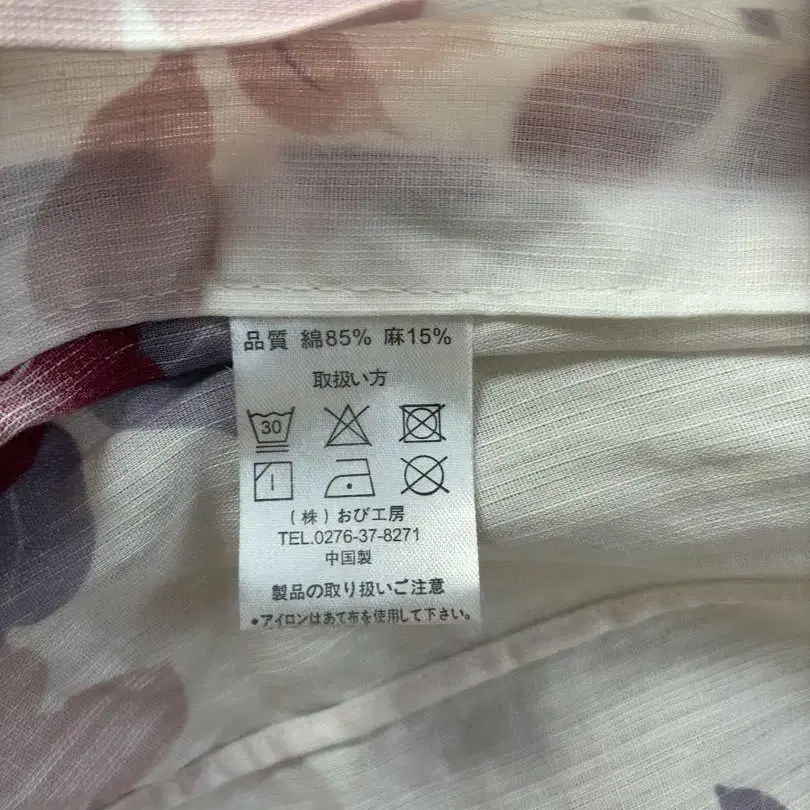 品質 綿85% 麻15%
取扱い方
30
（株）おび工房
TEL.0276-37-8271
中国製
製品の取り扱いご注意
●アイロンはあて布を使用して下さい。